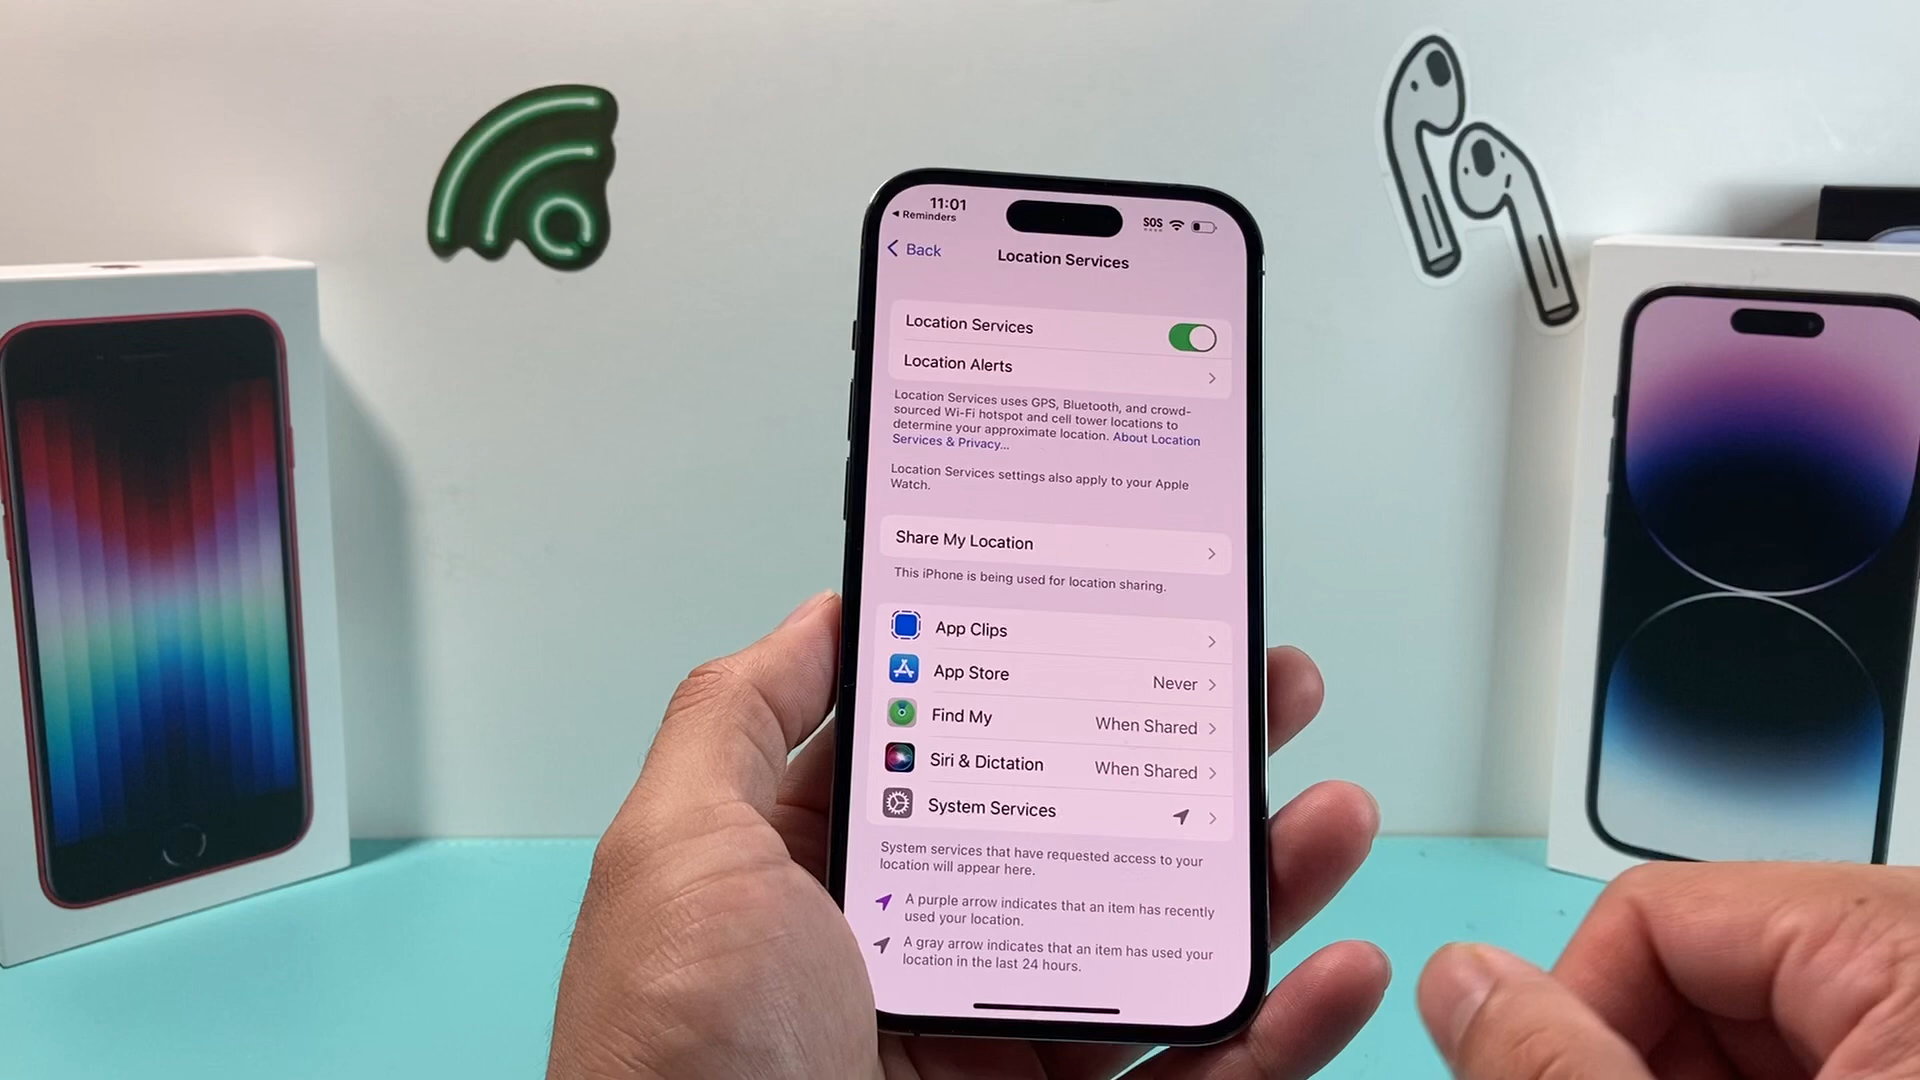 11:01
◀ Reminders
SOS
Back
Location Services
Location Services
Location Alerts
Location Services uses GPS, Bluetooth, and crowd-
sourced Wi-Fi hotspot and cell tower locations to
determine your approximate location. About Location
Services & Privacy...
Location Services settings also apply to your Apple
Watch.
Share My Location
This iPhone is being used for location sharing.
App Clips
App Store Never
Find My When Shared
Siri & Dictation When Shared
System Services
System services that have requested access to your
location will appear here.
A purple arrow indicates that an item has recently
used your location.
A gray arrow indicates that an item has used your
location in the last 24 hours.